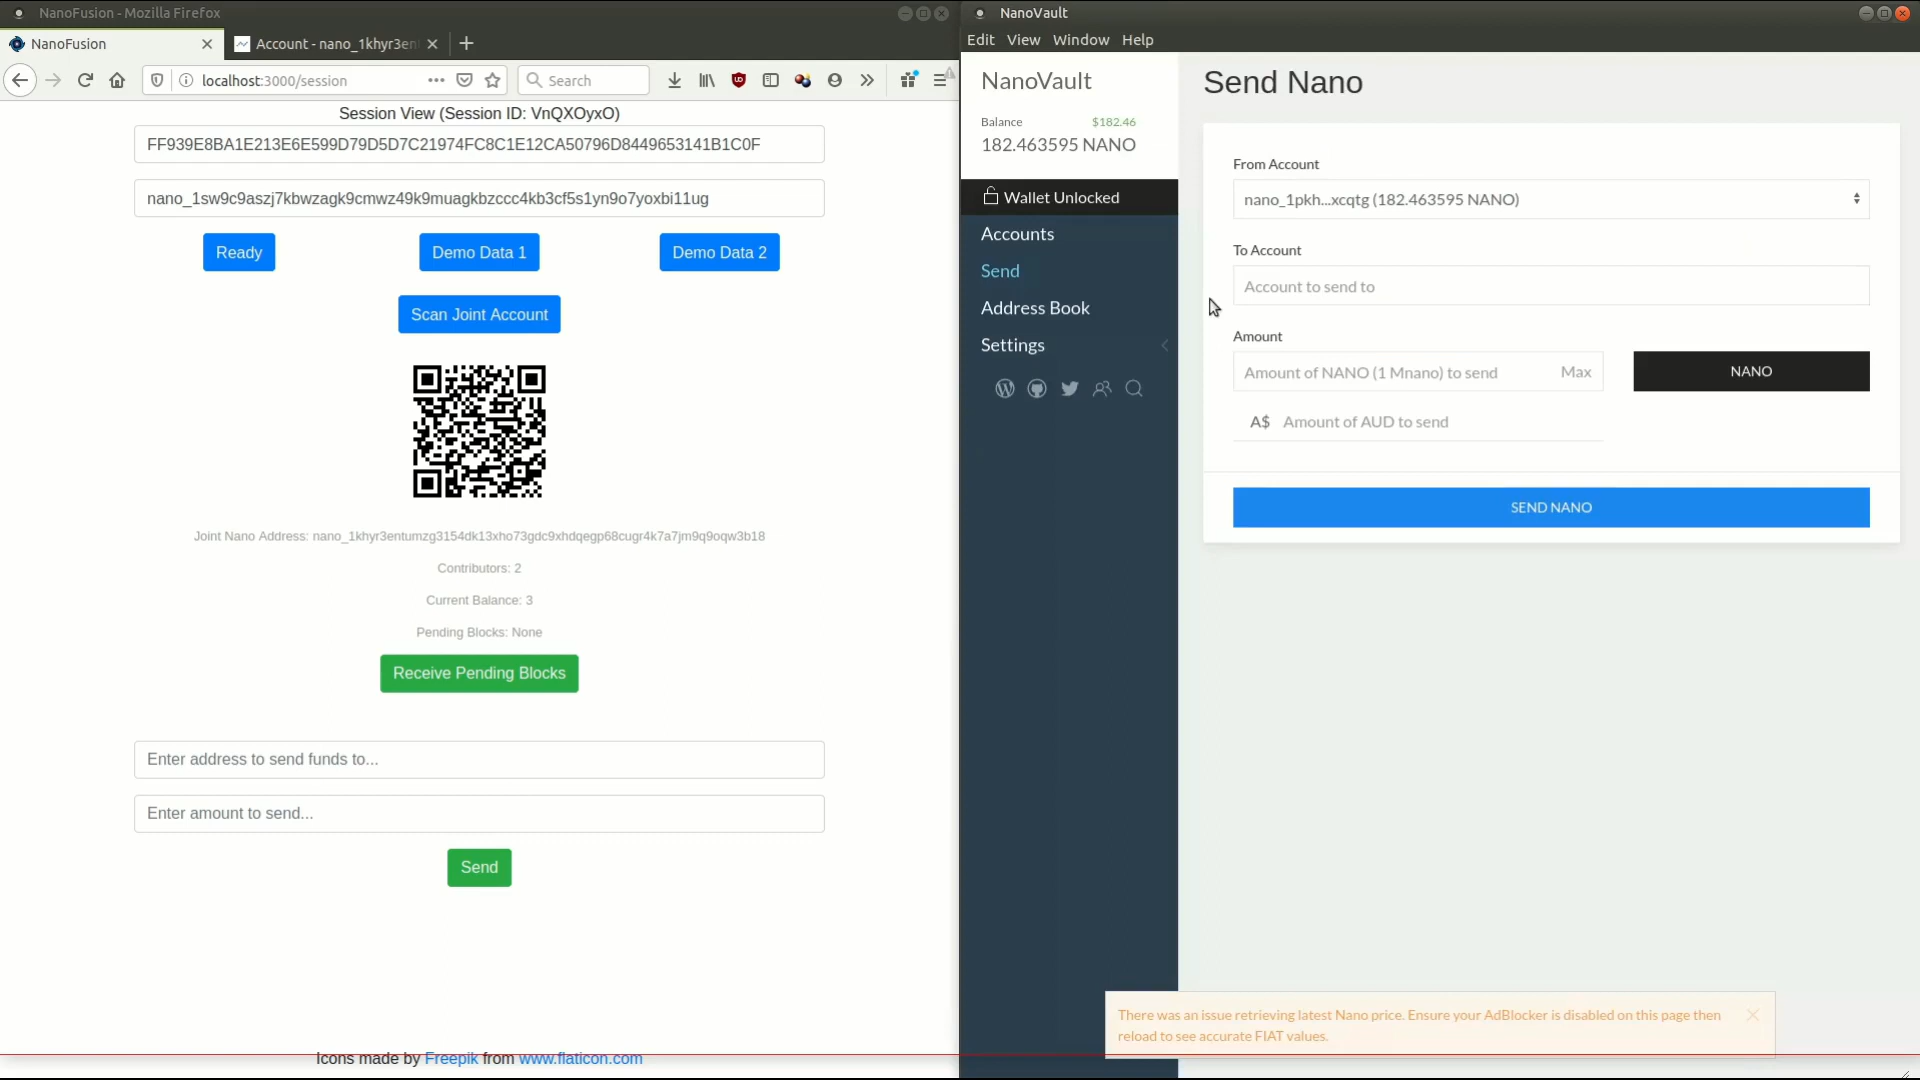 NanoFusion - Mozilla Firefox
NanoFusion
Account - nano_1khyr3en
localhost:3000/session
Search
Session View (Session ID: VnQXOyxO)
FF939E8BA1E213E6E599D79D5D7C21974FC8C1E12CA50796D8449653141B1C0F
nano_1sw9c9aszj7kbwzagk9cmwz49k9muagkbzccc4kb3cf5s1yn9o7yoxbi11ug
Ready
Demo Data 1
Demo Data 2
Scan Joint Account
Joint Nano Address: nano_1khyr3entumzg3154dk13xho73gdc9xhdqegp68cugr4k7a7jm9q9oqw3b18
Contributors: 2
Current Balance: 3
Pending Blocks: None
Receive Pending Blocks
Enter address to send funds to...
Enter amount to send...
Send
Icons made by Freepik from www.flaticon.com
NanoVault
Edit View Window Help
NanoVault
Balance $182.46
182.463595 NANO
Wallet Unlocked
Accounts
Send
Address Book
Settings
Send Nano
From Account
nano_1pkh...xcqtg (182.463595 NANO)
To Account
Account to send to
Amount
Amount of NANO (1 Mnano) to send Max
NANO
A$ Amount of AUD to send
SEND NANO
There was an issue retrieving latest Nano price. Ensure your AdBlocker is disabled on this page then
reload to see accurate FIAT values.